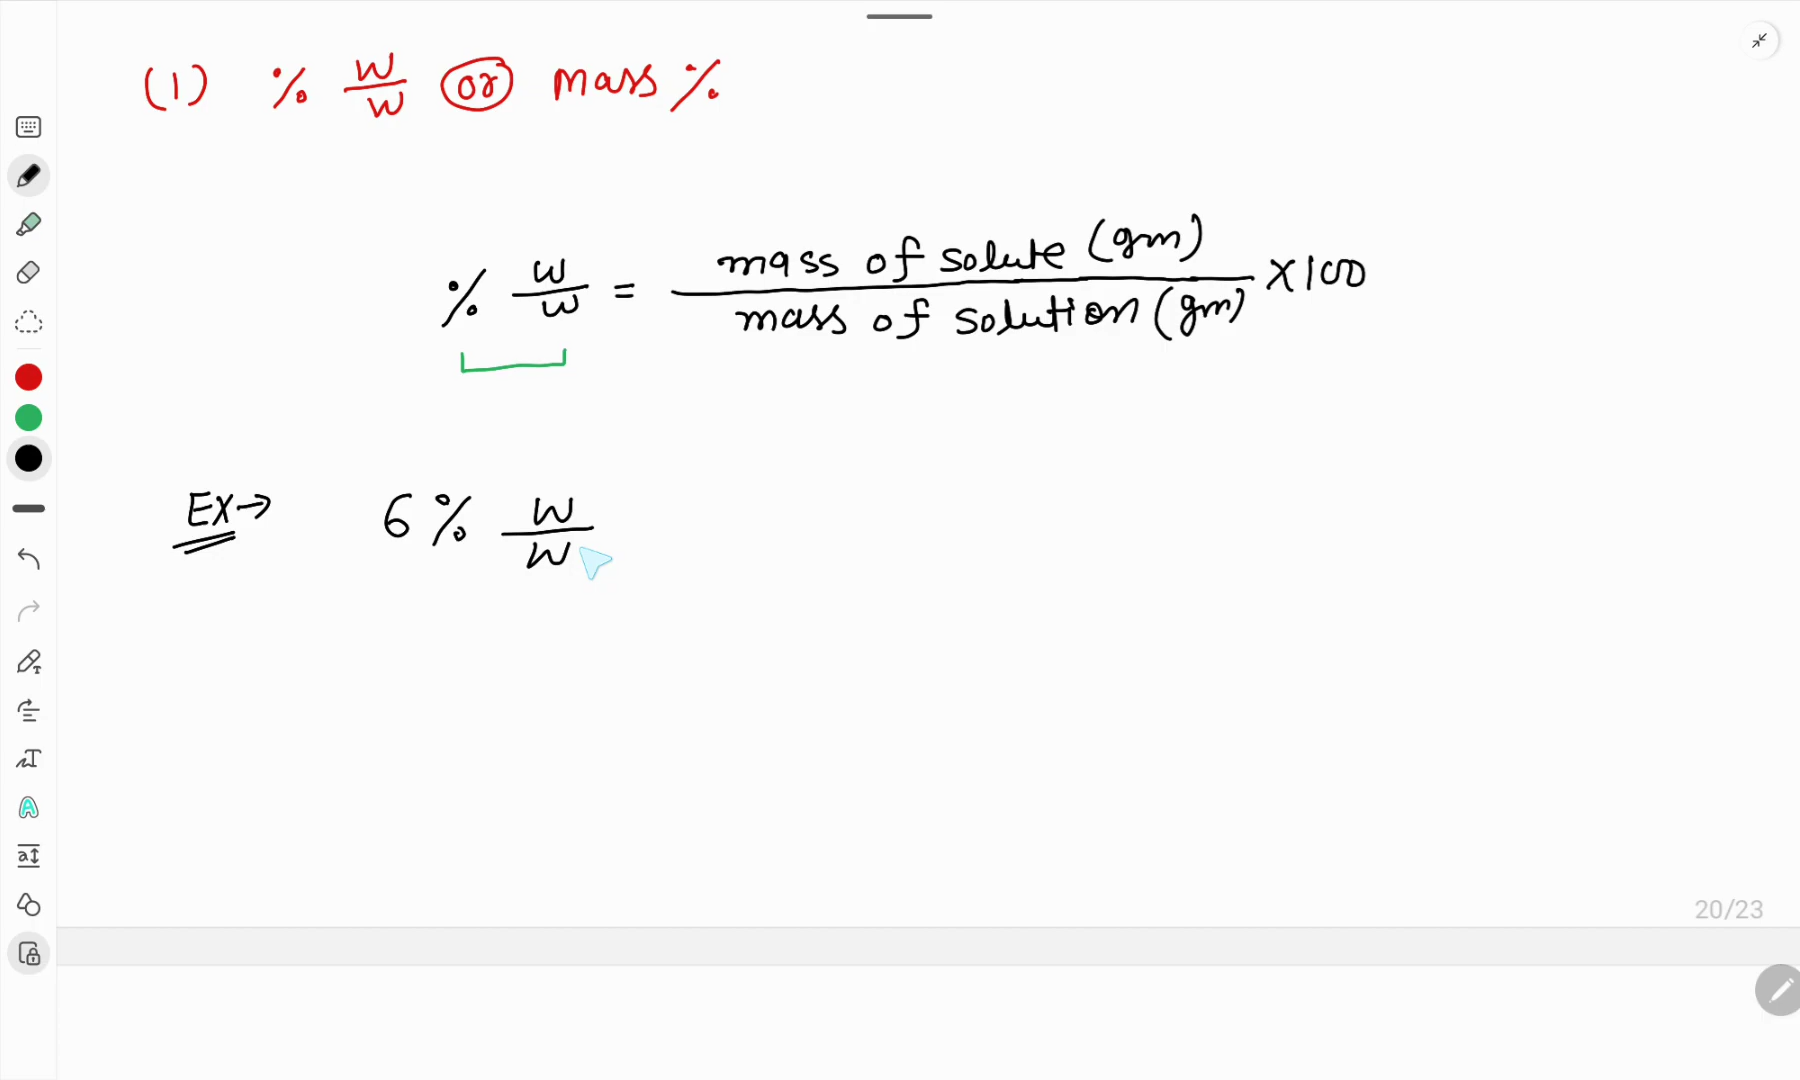 (1) % W/W or mass %
% w/w = mass of solute (gm) / mass of solution (gm) × 100
EX → 6 % W/W
20/23